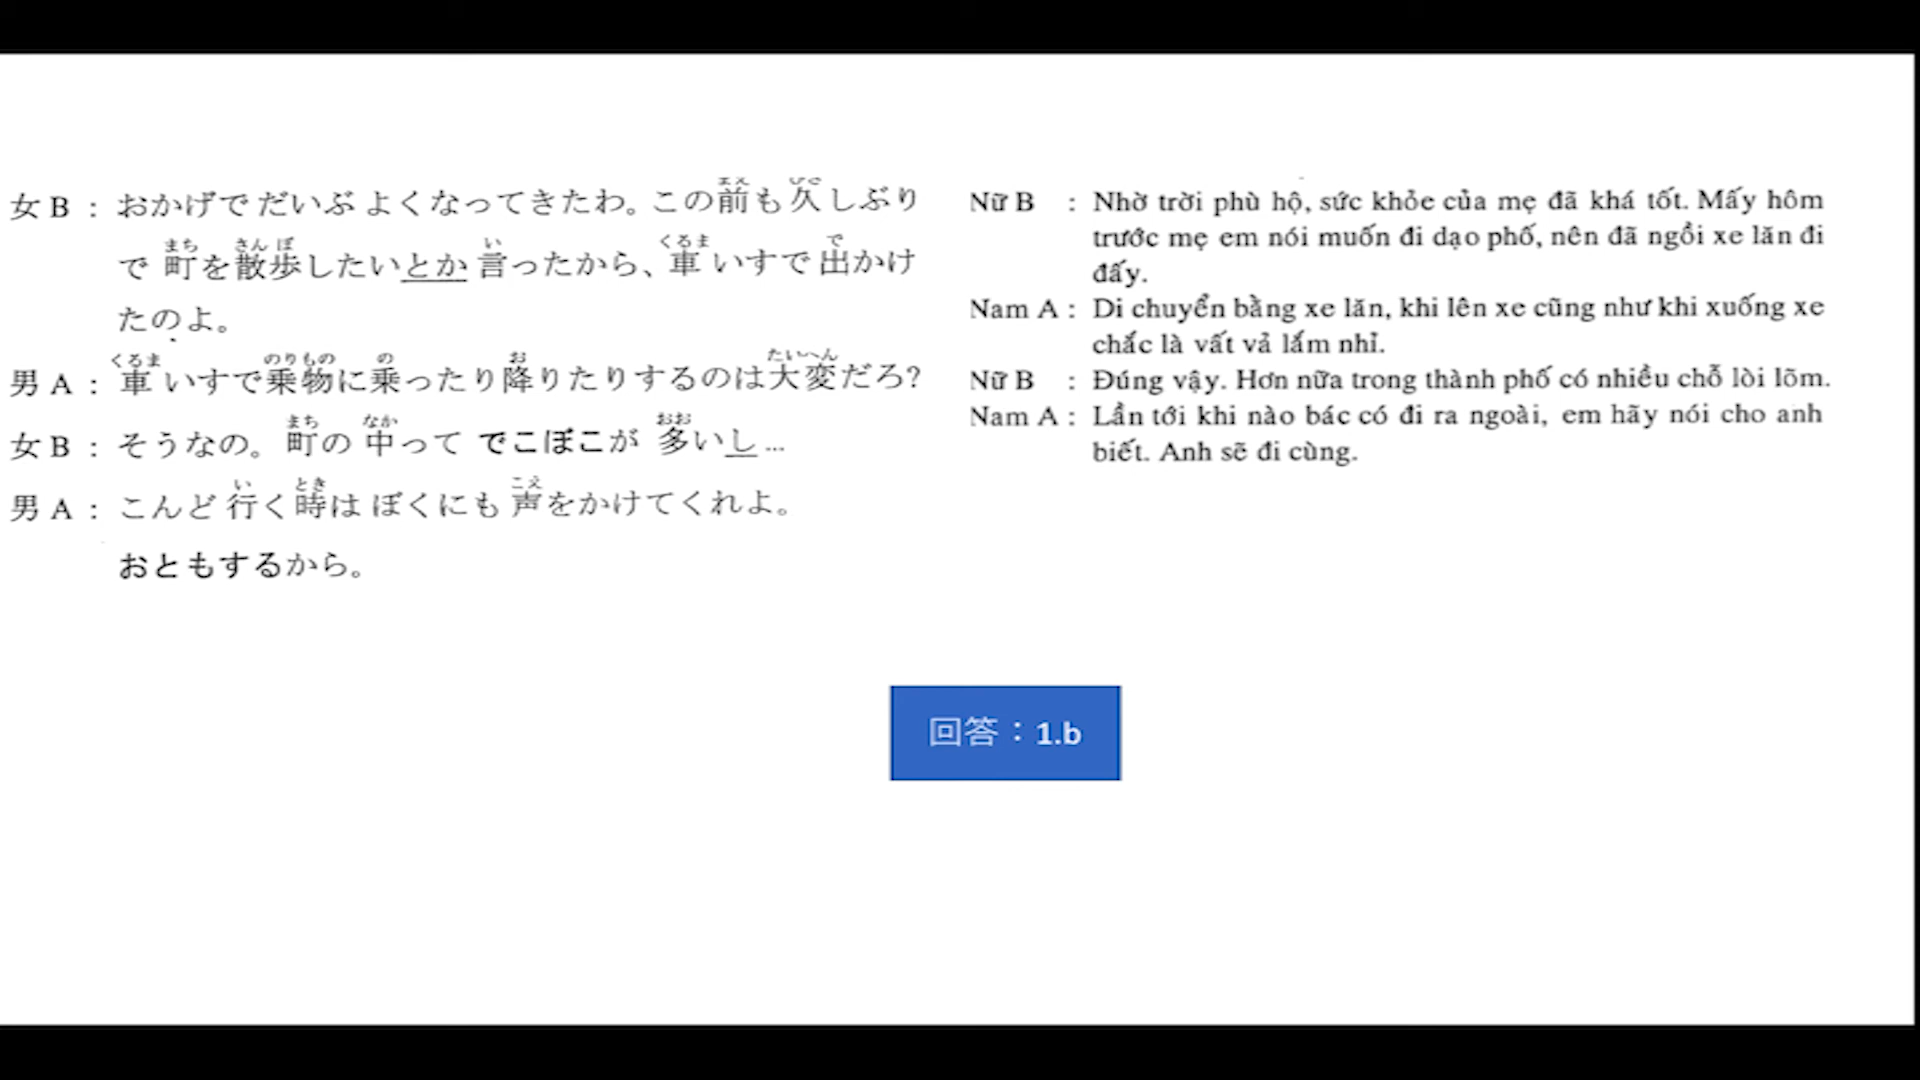 女B : おかげで だいぶ よくなってきたわ。この前も久しぶり
で 町を散歩したいとか 言ったから、車いすで 出かけ
たのよ。
男A : 車いすで乗物に乗ったり降りたりするのは大変だろ?
女B : そうなの。町の 中って でこぼこが 多いし...
男A : こんど 行く時は ぼくにも 声をかけてくれよ。
おともするから。
Nữ B : Nhờ trời phù hộ, sức khỏe của mẹ đã khá tốt. Mấy hôm
trước mẹ em nói muốn đi dạo phố, nên đã ngồi xe lăn đi
đấy.
Nam A : Di chuyển bằng xe lăn, khi lên xe cũng như khi xuống xe
chắc là vất vả lắm nhỉ.
Nữ B : Đúng vậy. Hơn nữa trong thành phố có nhiều chỗ lòi lõm.
Nam A : Lần tới khi nào bác có đi ra ngoài, em hãy nói cho anh
biết. Anh sẽ đi cùng.
回答：1.b